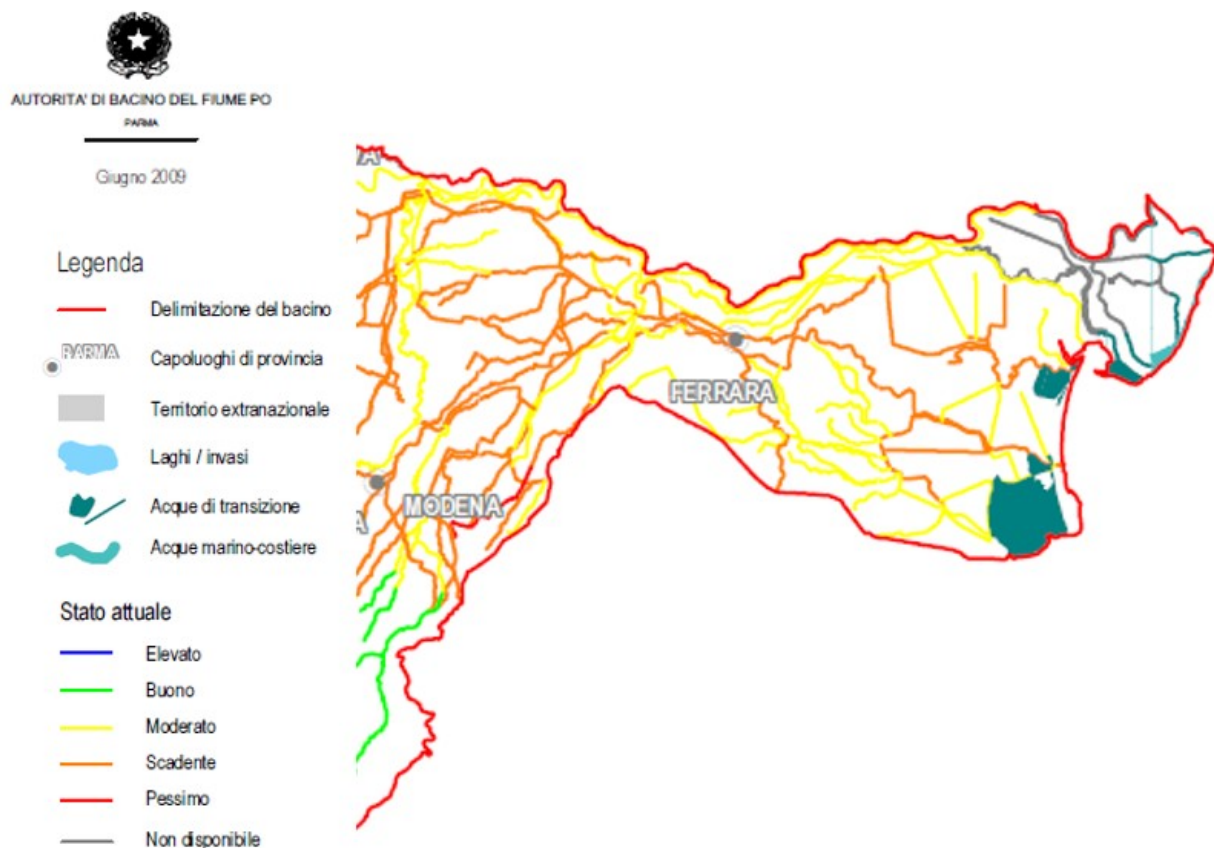 AUTORITA' DI BACINO DEL FIUME PO
PARMA
Giugno 2009
Legenda
Delimitazione del bacino
PARMA
Capoluoghi di provincia
Territorio extranazionale
Laghi / invasi
Acque di transizione
Acque marino-costiere
Stato attuale
Elevato
Buono
Moderato
Scadente
Pessimo
Non disponibile
FERRARA
MODENA